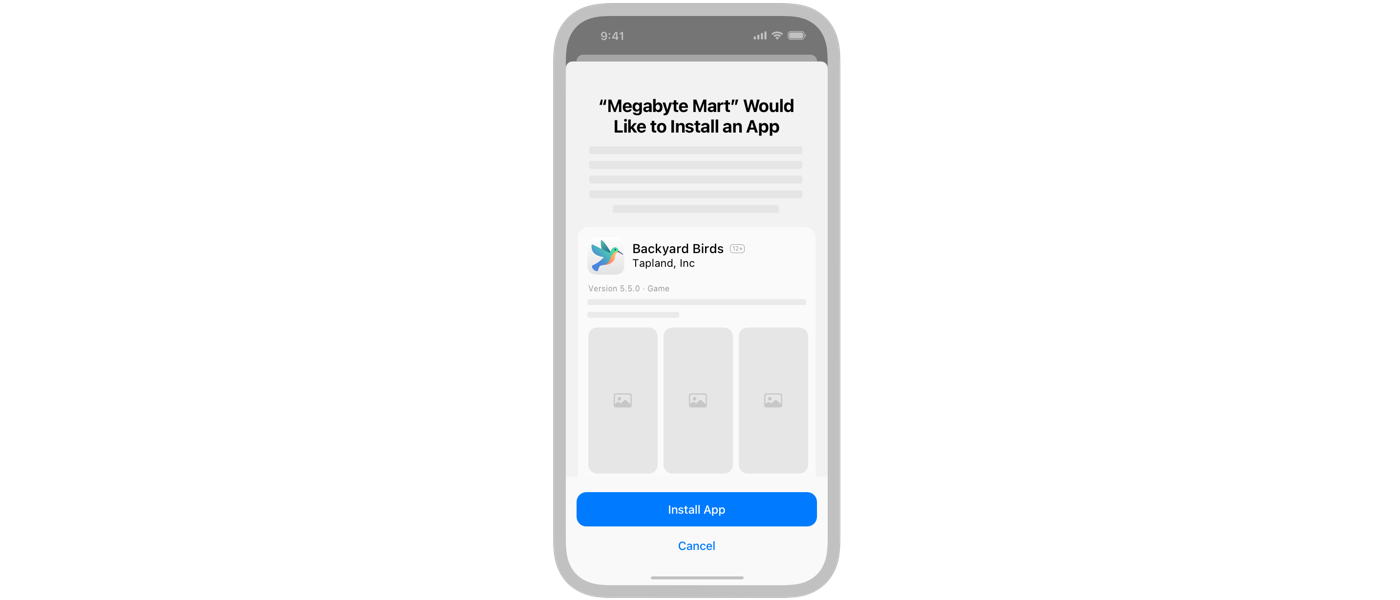 9:41
“Megabyte Mart” Would
Like to Install an App
Backyard Birds 12+
Tapland, Inc
Version 5.5.0 · Game
Install App
Cancel